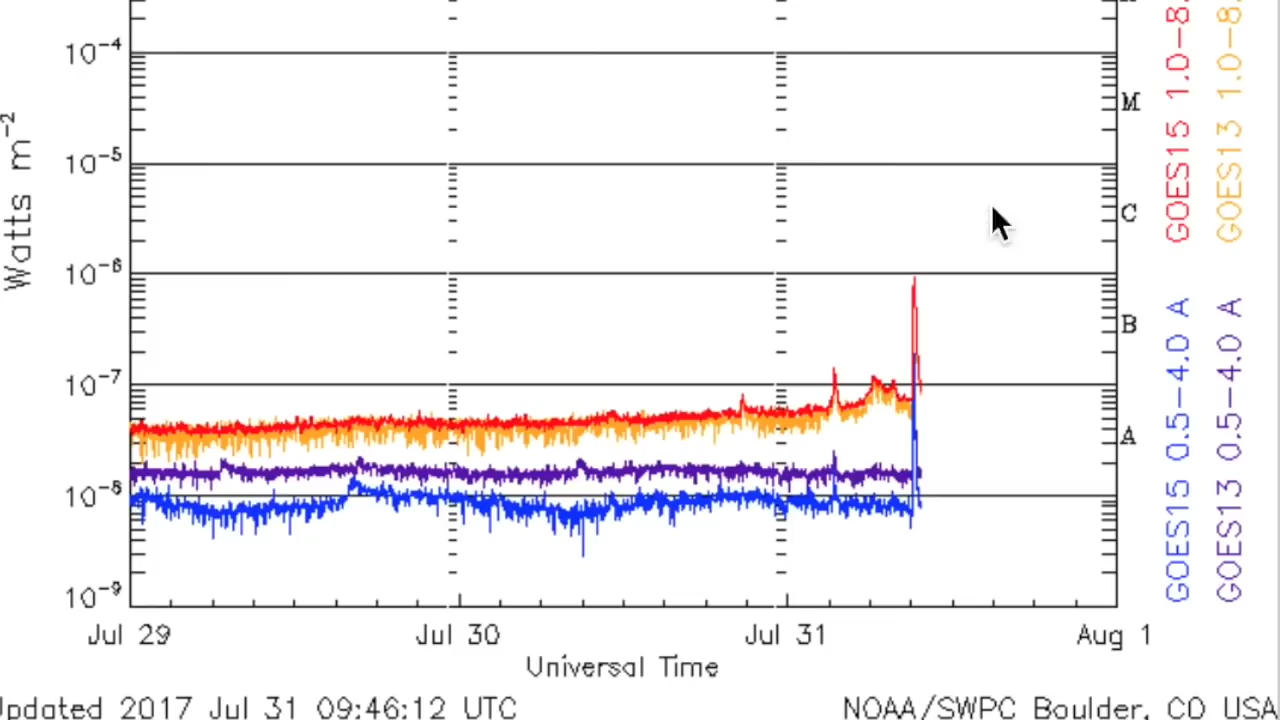 10-4
10-5
10-6
10-7
10-8
10-9
Watts m-2
M
C
B
A
GOES15 1.0-8.
GOES13 1.0-8.
GOES15 0.5-4.0 A
GOES13 0.5-4.0 A
Jul 29
Jul 30
Jul 31
Aug 1
Universal Time
pdated 2017 Jul 31 09:46:12 UTC
NOAA/SWPC Boulder, CO USA